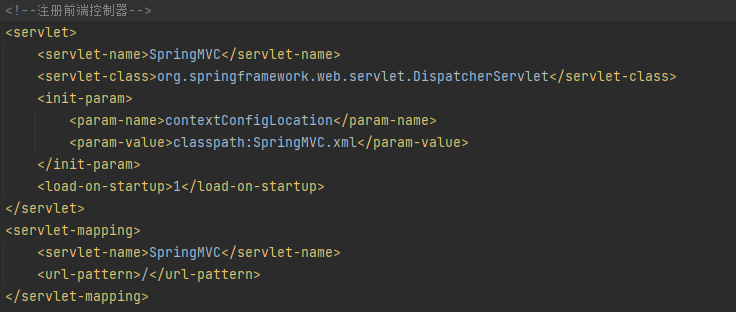 <!--注册前端控制器-->
<servlet>
    <servlet-name>SpringMVC</servlet-name>
    <servlet-class>org.springframework.web.servlet.DispatcherServlet</servlet-class>
    <init-param>
        <param-name>contextConfigLocation</param-name>
        <param-value>classpath:SpringMVC.xml</param-value>
    </init-param>
    <load-on-startup>1</load-on-startup>
</servlet>
<servlet-mapping>
    <servlet-name>SpringMVC</servlet-name>
    <url-pattern>/</url-pattern>
</servlet-mapping>